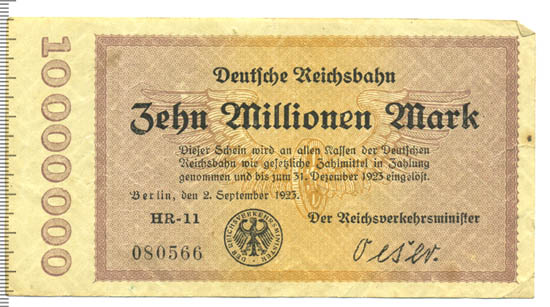 10000000
Deutsche Reichsbahn
Zehn Millionen Mark
Dieser Schein wird an allen Kassen der Deutschen
Reichsbahn wie gesetzliche Zahlmittel in Zahlung
genommen und bis zum 31. Dezember 1923 eingelöst.
Berlin, den 2. September 1923.
HR-11
Der Reichsverkehrsminister
080566
DER REICHSVERKEHRSMINISTER
Oeser.